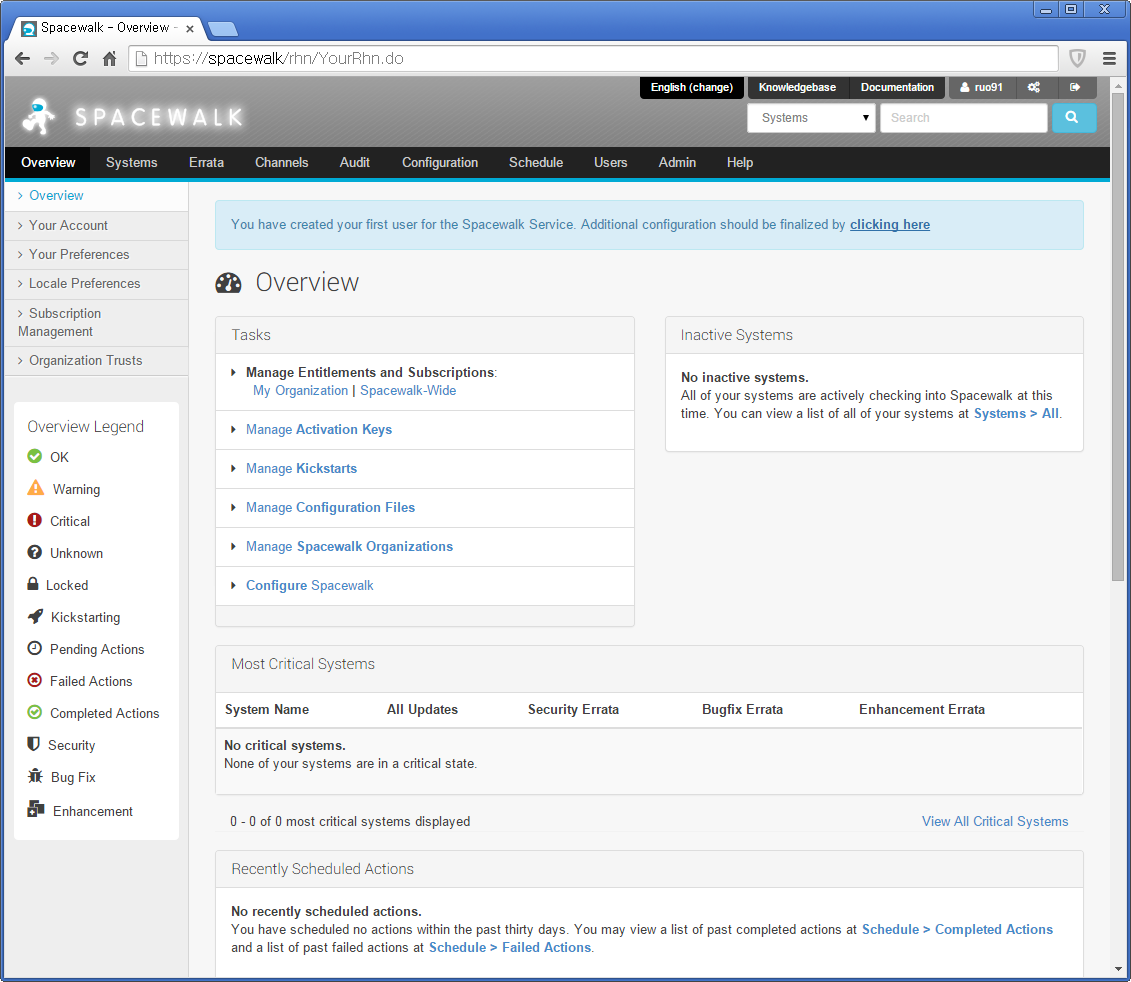 Spacewalk - Overview -
https://spacewalk/rhn/YourRhn.do
English (change)
Knowledgebase
Documentation
ruo91
SPACEWALK
Systems
Search
Overview
Systems
Errata
Channels
Audit
Configuration
Schedule
Users
Admin
Help
Overview
Your Account
Your Preferences
Locale Preferences
Subscription
Management
Organization Trusts
Overview Legend
OK
Warning
Critical
Unknown
Locked
Kickstarting
Pending Actions
Failed Actions
Completed Actions
Security
Bug Fix
Enhancement
You have created your first user for the Spacewalk Service. Additional configuration should be finalized by clicking here
Overview
Tasks
Manage Entitlements and Subscriptions:
My Organization | Spacewalk-Wide
Manage Activation Keys
Manage Kickstarts
Manage Configuration Files
Manage Spacewalk Organizations
Configure Spacewalk
Inactive Systems
No inactive systems.
All of your systems are actively checking into Spacewalk at this
time. You can view a list of all of your systems at Systems > All.
Most Critical Systems
System Name
All Updates
Security Errata
Bugfix Errata
Enhancement Errata
No critical systems.
None of your systems are in a critical state.
0 - 0 of 0 most critical systems displayed
View All Critical Systems
Recently Scheduled Actions
No recently scheduled actions.
You have scheduled no actions within the past thirty days. You may view a list of past completed actions at Schedule > Completed Actions
and a list of past failed actions at Schedule > Failed Actions.